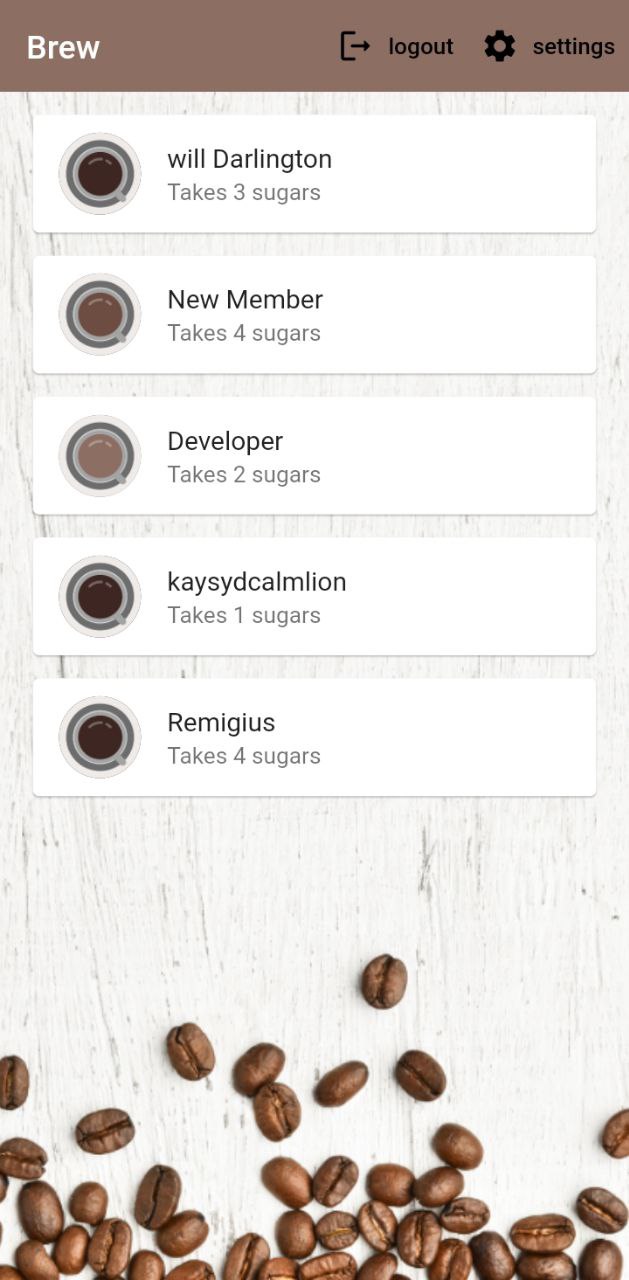 Brew
logout
settings
will Darlington
Takes 3 sugars
New Member
Takes 4 sugars
Developer
Takes 2 sugars
kaysydcalmlion
Takes 1 sugars
Remigius
Takes 4 sugars